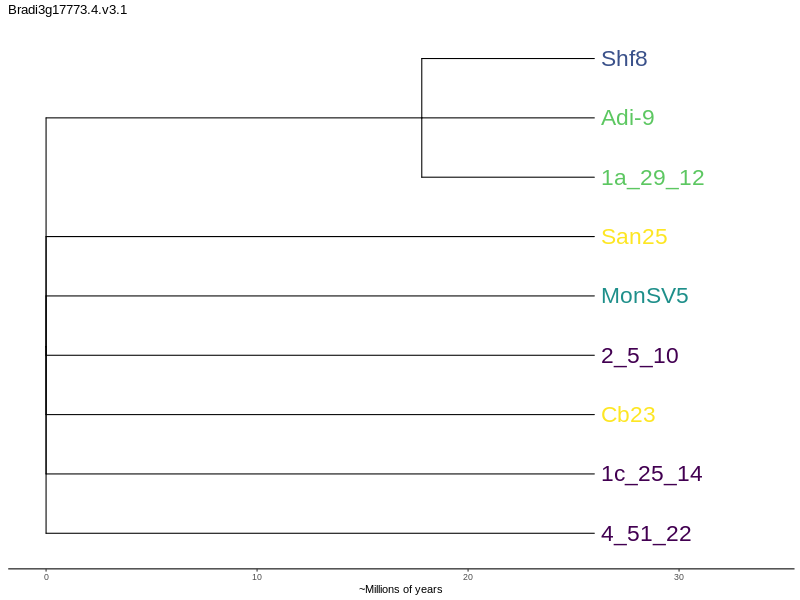 Bradi3g17773.4.v3.1
Shf8
Adi-9
1a_29_12
San25
MonSV5
2_5_10
Cb23
1c_25_14
4_51_22
0 10 20 30
~Millions of years